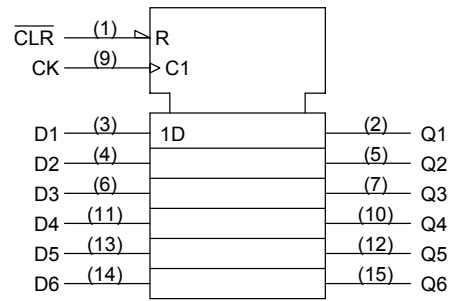 C̅L̅R̅ (1) R
CK (9) C1
D1 (3) 1D (2) Q1
D2 (4) (5) Q2
D3 (6) (7) Q3
D4 (11) (10) Q4
D5 (13) (12) Q5
D6 (14) (15) Q6